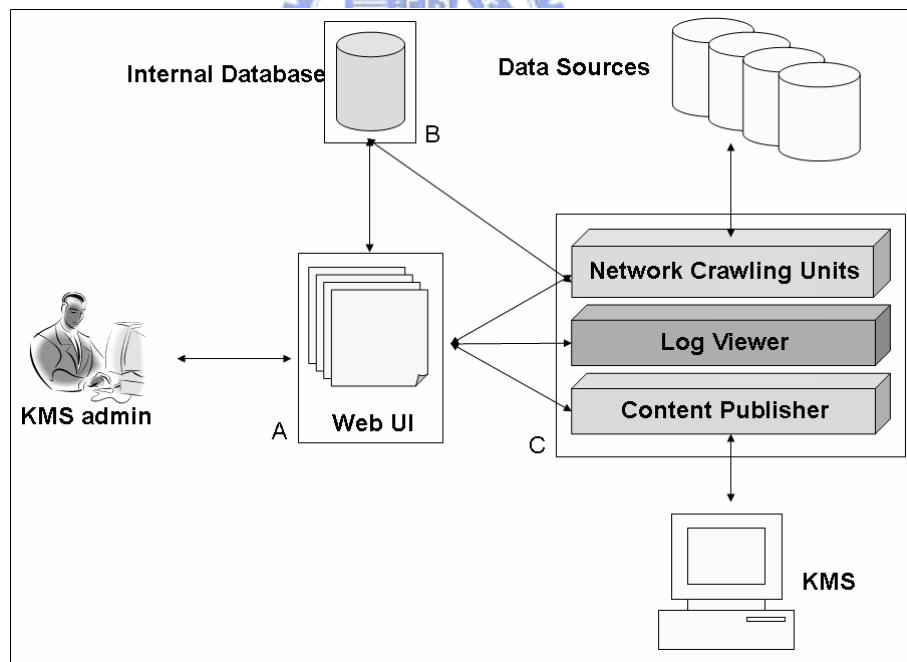 Internal Database
Data Sources
B
Network Crawling Units
Log Viewer
KMS admin
A
Web UI
Content Publisher
C
KMS